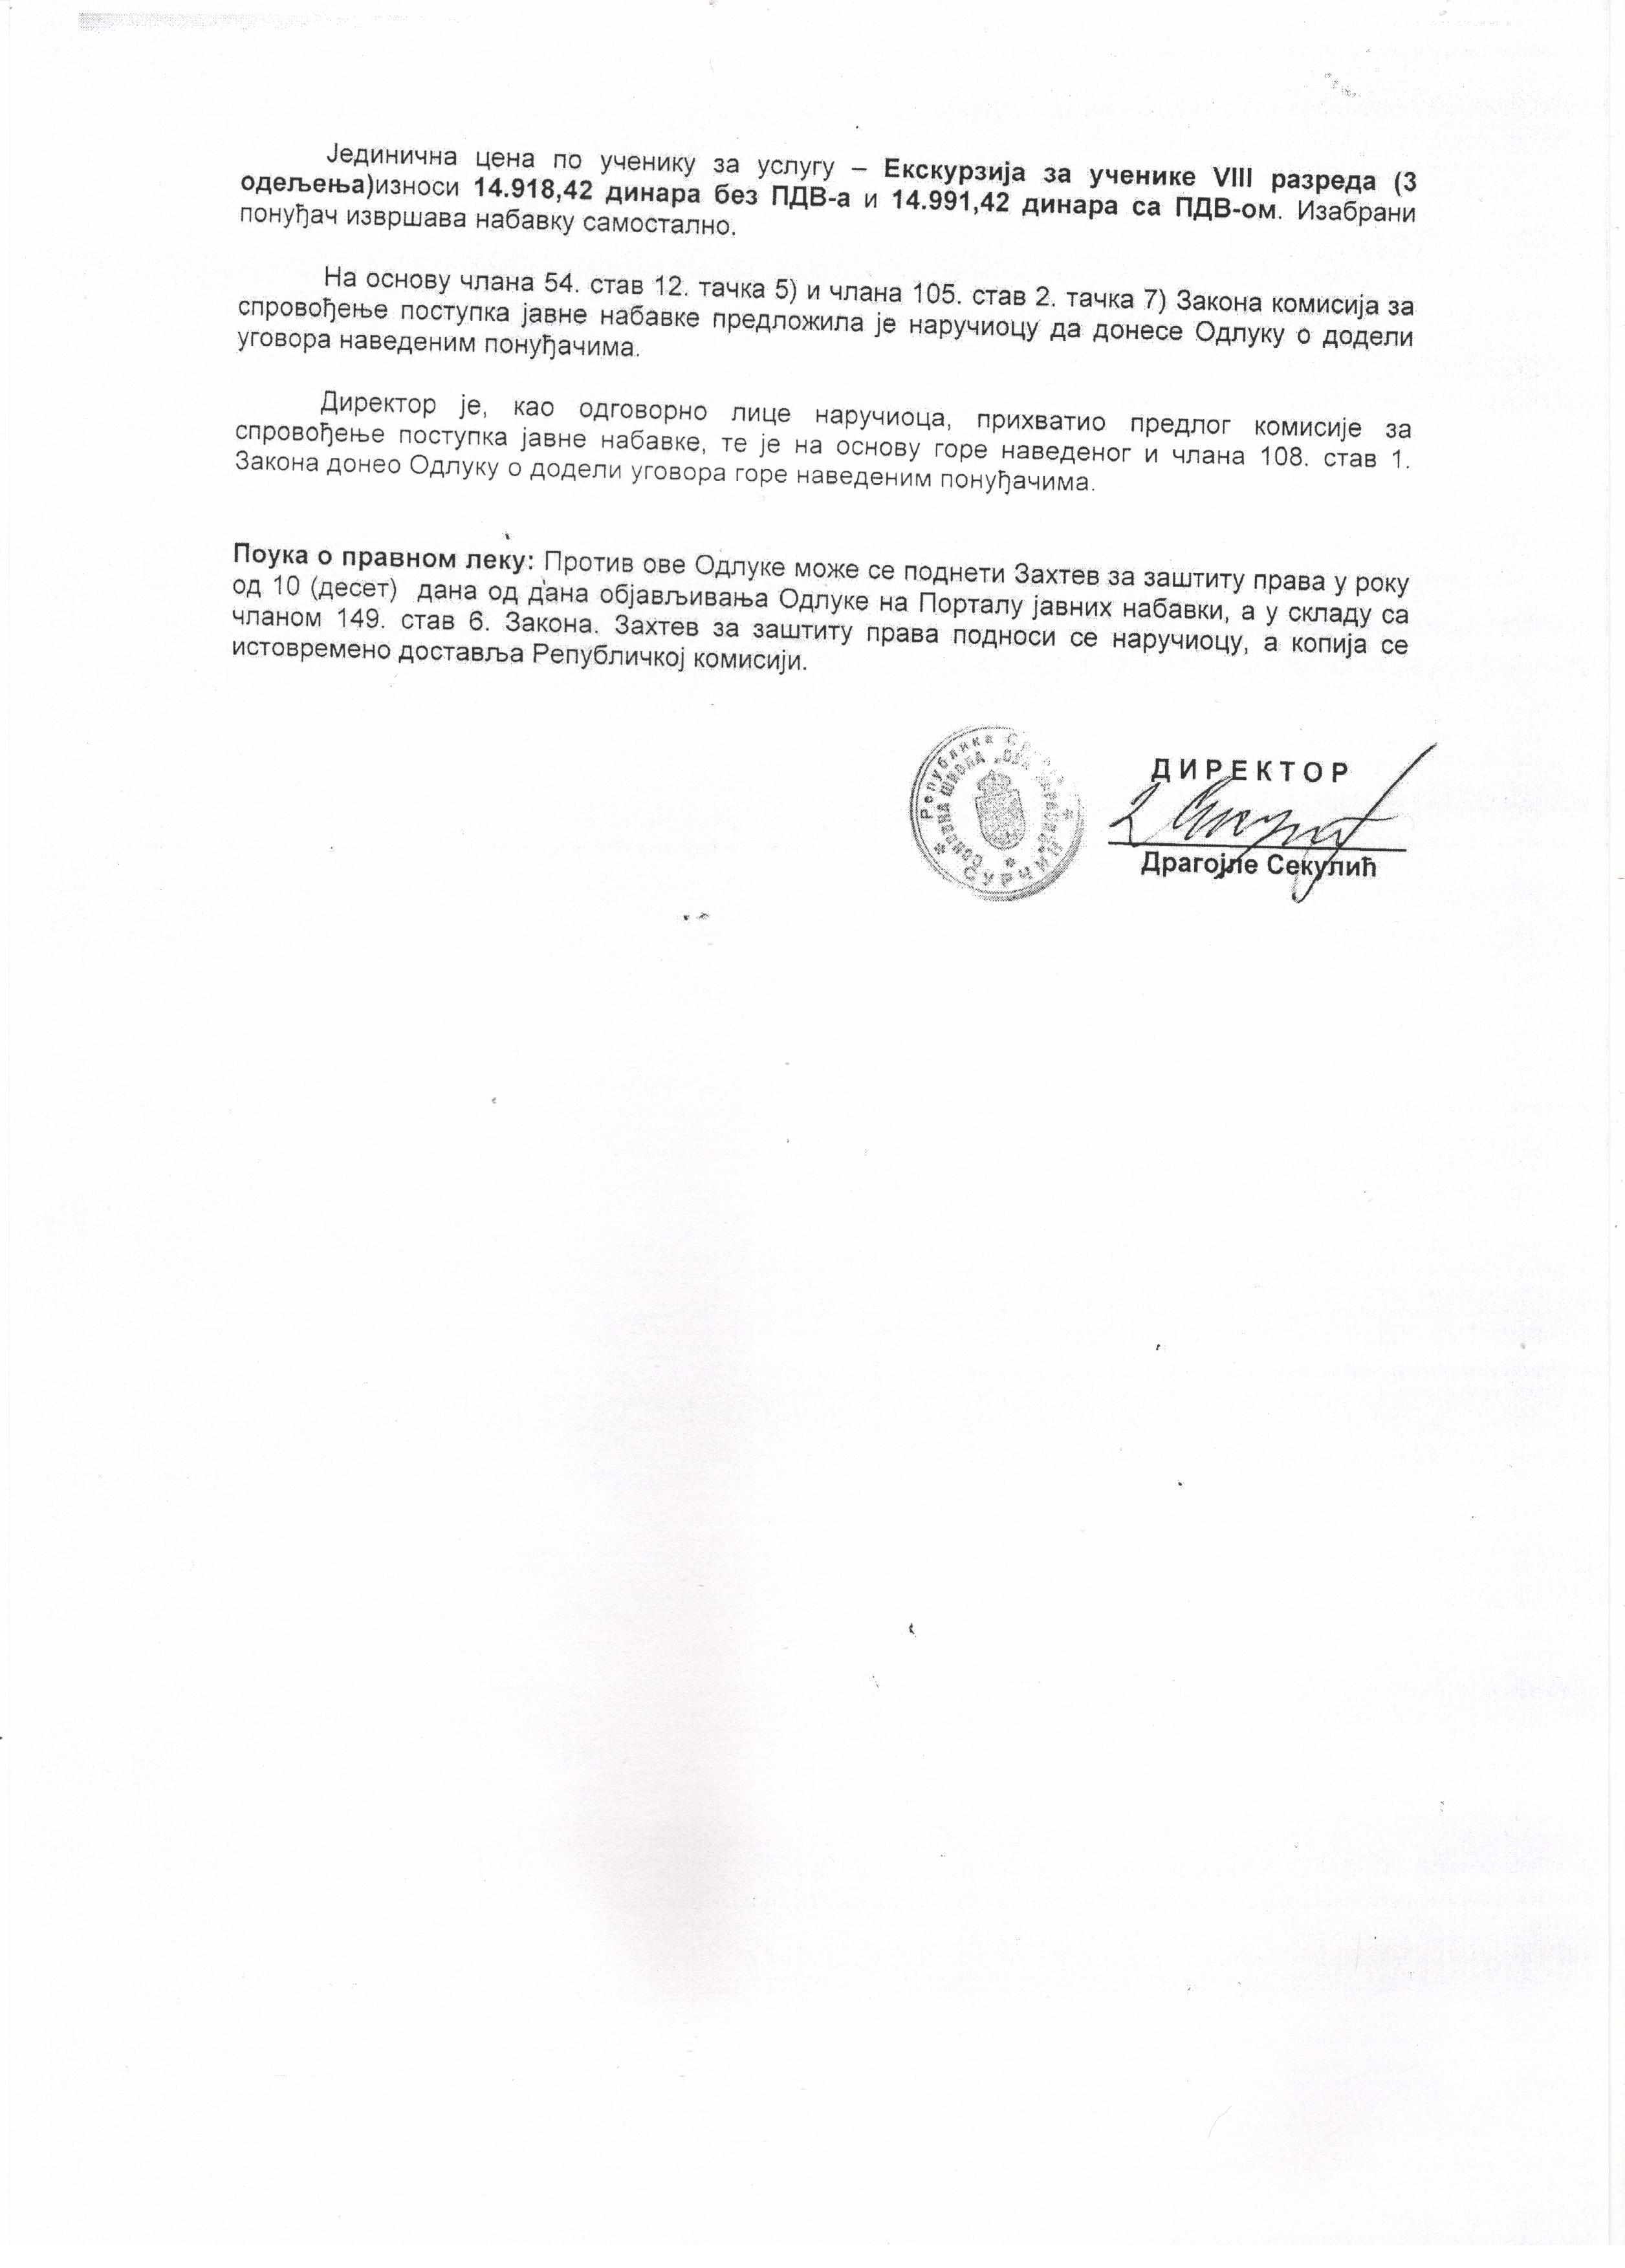 Јединична цена по ученику за услугу – Екскурзија за ученике VIII разреда (3
одељења)износи 14.918,42 динара без ПДВ-а и 14.991,42 динара са ПДВ-ом. Изабрани
понуђач извршава набавку самостално.
На основу члана 54. став 12. тачка 5) и члана 105. став 2. тачка 7) Закона комисија за
спровођење поступка јавне набавке предложила је наручиоцу да донесе Одлуку о додели
уговора наведеним понуђачима.
Директор је, као одговорно лице наручиоца, прихватио предлог комисије за
спровођење поступка јавне набавке, те је на основу горе наведеног и члана 108. став 1.
Закона донео Одлуку о додели уговора горе наведеним понуђачима.
Поука о правном леку: Против ове Одлуке може се поднети Захтев за заштиту права у року
од 10 (десет) дана од дана објављивања Одлуке на Порталу јавних набавки, а у складу са
чланом 149. став 6. Закона. Захтев за заштиту права подноси се наручиоцу, а копија се
истовремено доставља Републичкој комисији.
Република
ОСНОВНА ШКОЛА
СУРЧИН
ДИРЕКТОР
Драгојле Секулић